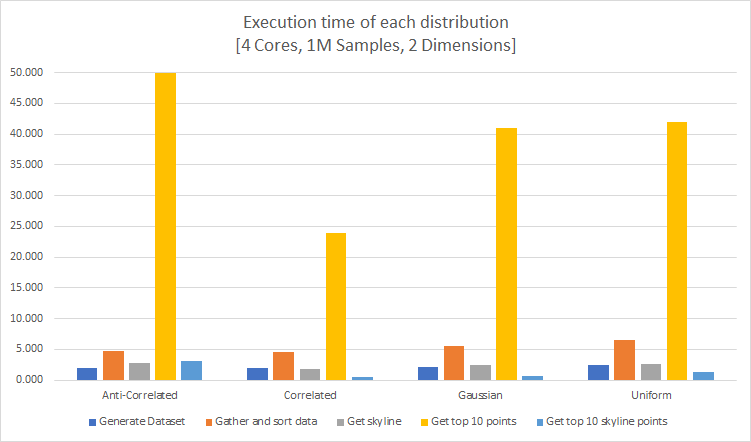 Execution time of each distribution
[4 Cores, 1M Samples, 2 Dimensions]
50.000
45.000
40.000
35.000
30.000
25.000
20.000
15.000
10.000
5.000
0.000
Anti-Correlated Correlated Gaussian Uniform
Generate Dataset Gather and sort data Get skyline Get top 10 points Get top 10 skyline points